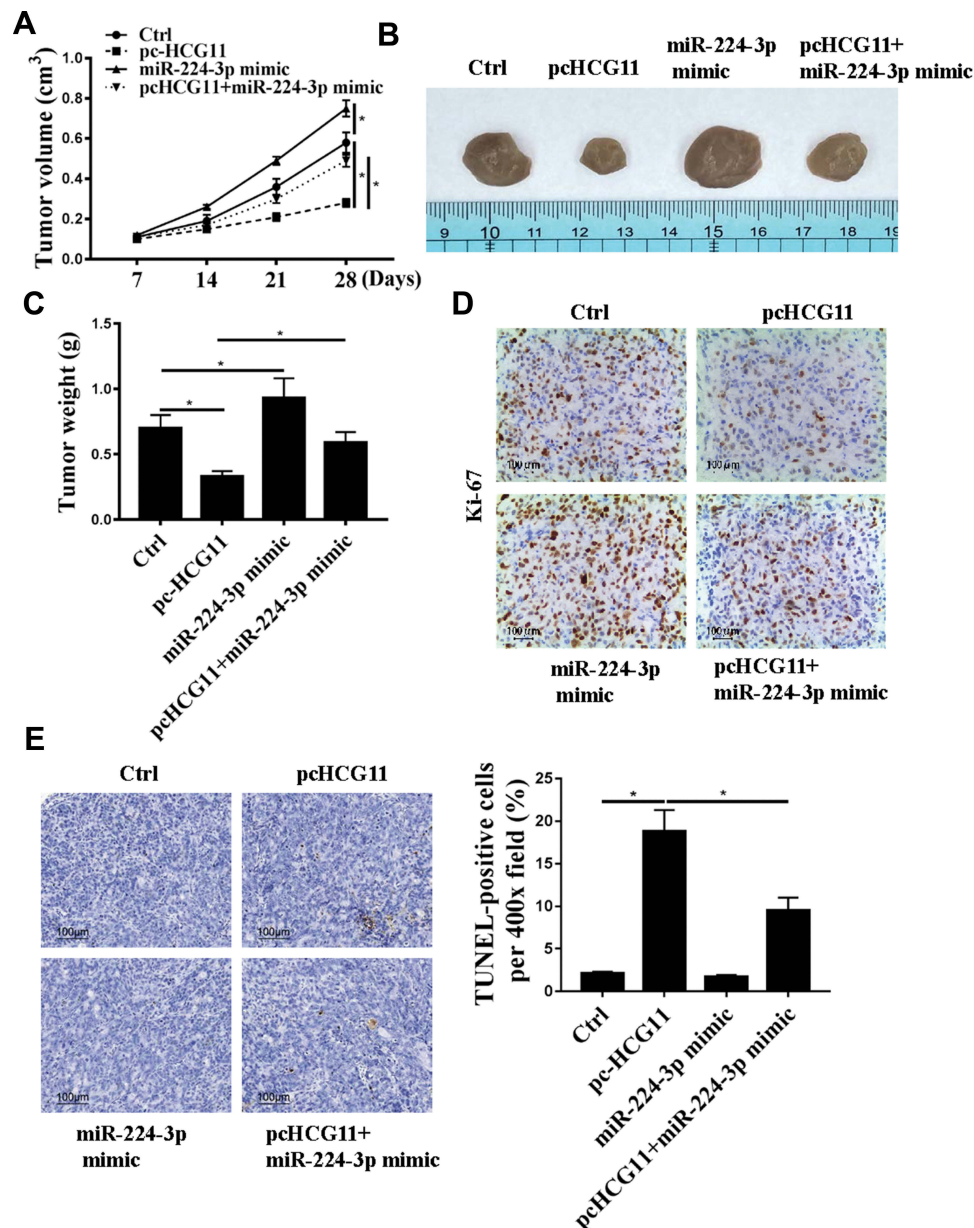 A
Ctrl
pc-HCG11
miR-224-3p mimic
pcHCG11+miR-224-3p mimic
Tumor volume (cm3)
1.0
0.8
0.6
0.4
0.2
0.0
*
*
*
7 14 21 28 (Days)
B
Ctrl
pcHCG11
miR-224-3p
mimic
pcHCG11+
miR-224-3p mimic
9 10 11 12 13 14 15 16 17 18 19
C
Tumor weight (g)
1.5
1.0
0.5
0.0
*
*
*
Ctrl
pc-HCG11
miR-224-3p mimic
pcHCG11+miR-224-3p mimic
D
Ctrl
pcHCG11
Ki-67
100 μm
100 μm
100 μm
100 μm
miR-224-3p
mimic
pcHCG11+
miR-224-3p mimic
E
Ctrl
pcHCG11
100μm
100μm
100μm
100μm
miR-224-3p
mimic
pcHCG11+
miR-224-3p mimic
TUNEL-positive cells
per 400x field (%)
25
20
15
10
5
0
*
*
Ctrl
pc-HCG11
miR-224-3p mimic
pcHCG11+miR-224-3p mimic